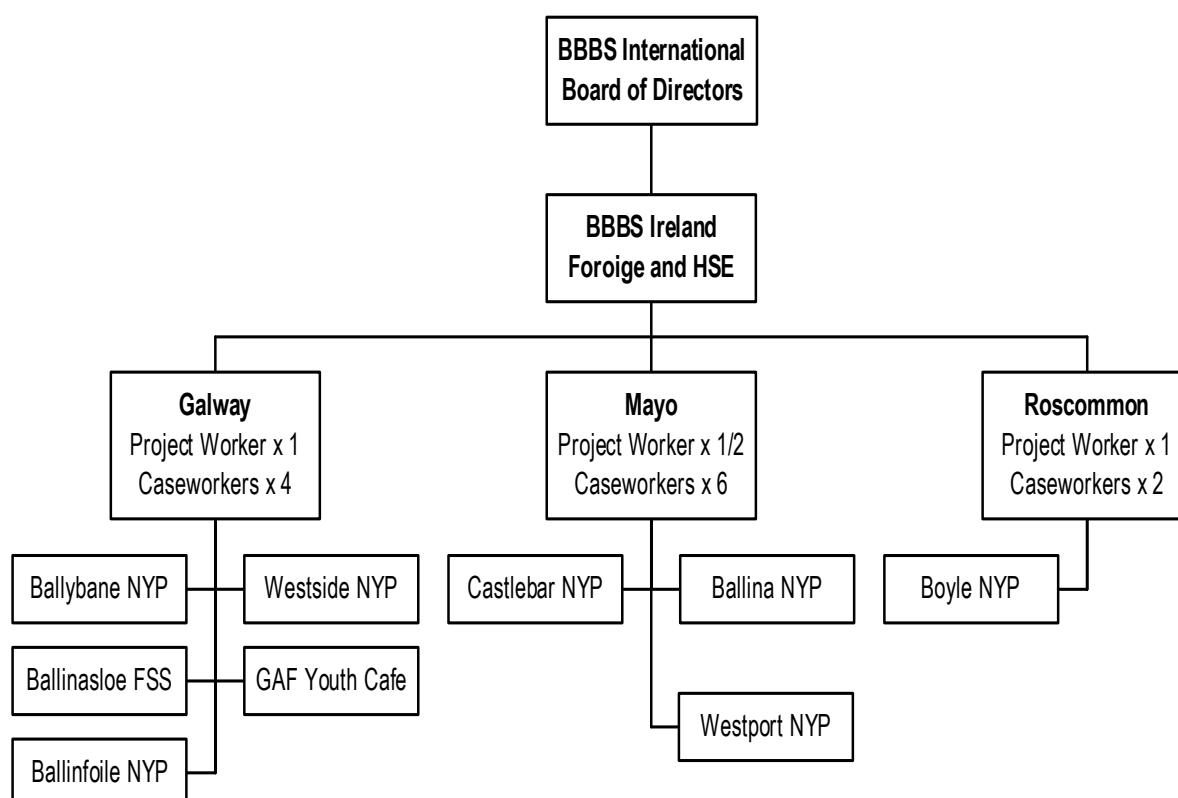 BBBS International
Board of Directors
BBBS Ireland
Foroige and HSE
Galway
Project Worker x 1
Caseworkers x 4
Mayo
Project Worker x 1/2
Caseworkers x 6
Roscommon
Project Worker x 1
Caseworkers x 2
Ballybane NYP
Westside NYP
Castlebar NYP
Ballina NYP
Boyle NYP
Ballinasloe FSS
GAF Youth Cafe
Westport NYP
Ballinfoile NYP